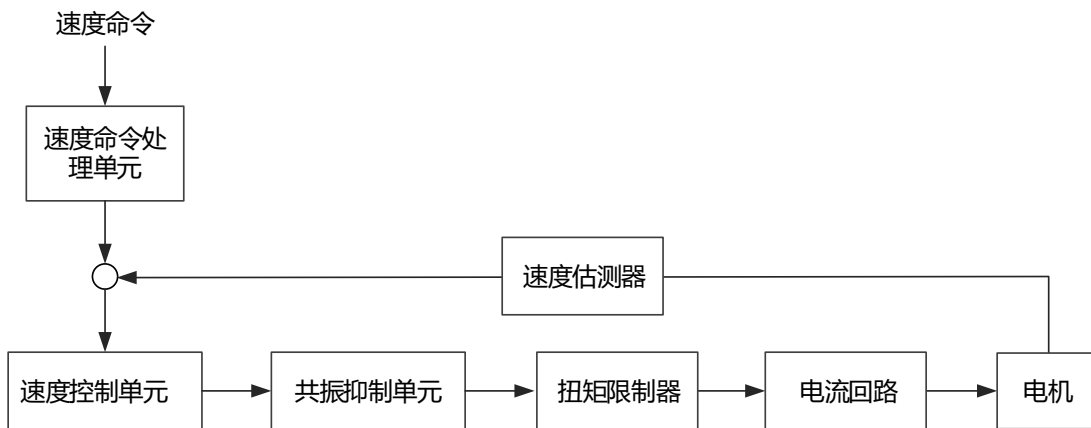 速度命令
速度命令处
理单元
速度估测器
速度控制单元
共振抑制单元
扭矩限制器
电流回路
电机